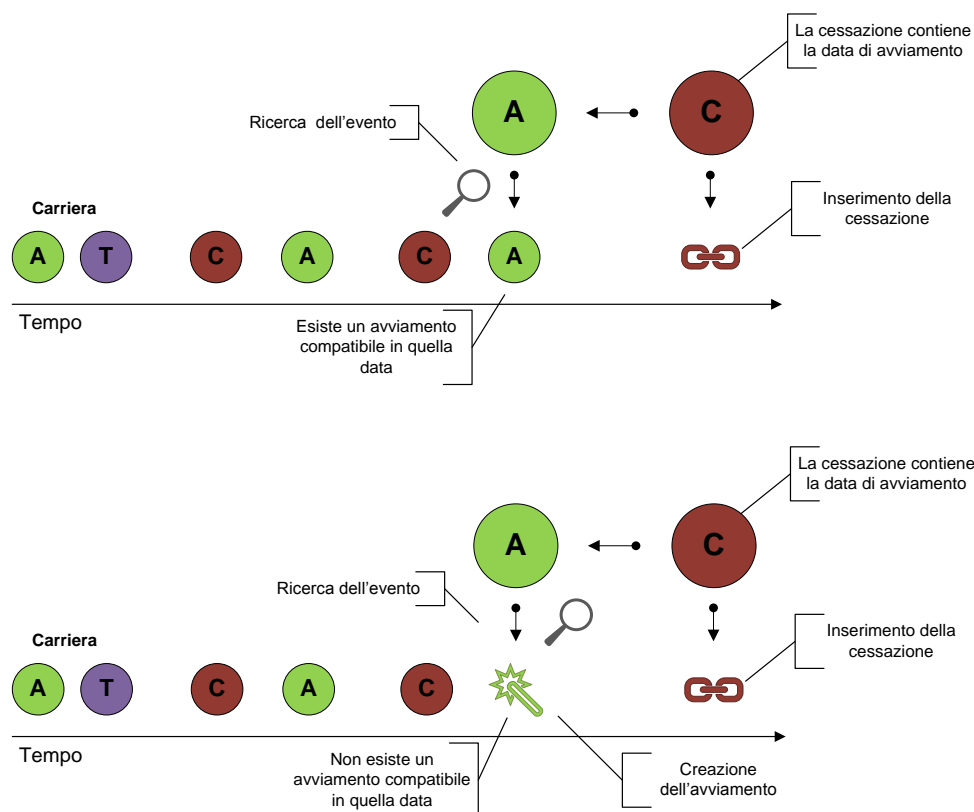 La cessazione contiene
la data di avviamento
A
C
Ricerca dell'evento
Inserimento della
cessazione
Carriera
A T C A C A
Tempo
Esiste un avviamento
compatibile in quella
data
La cessazione contiene
la data di avviamento
A
C
Ricerca dell'evento
Inserimento della
cessazione
Carriera
A T C A C
Tempo
Non esiste un
avviamento compatibile
in quella data
Creazione
dell'avviamento